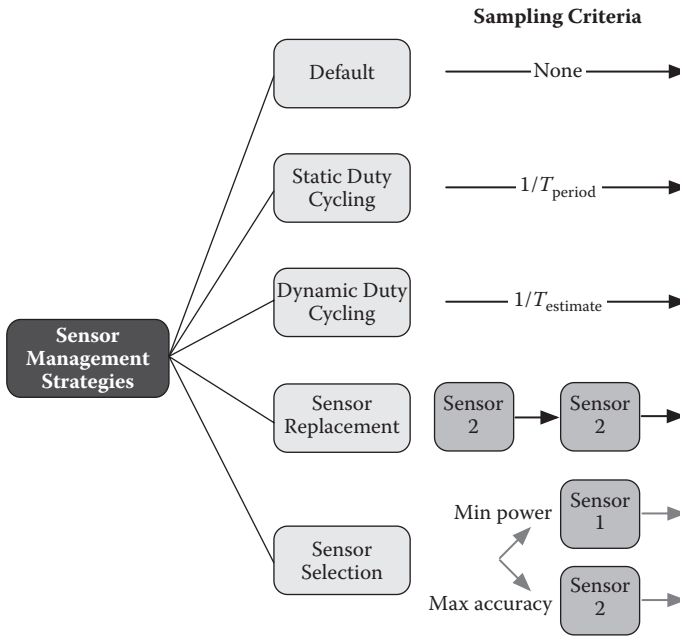 Sampling Criteria
Default
None
Static Duty
Cycling
1/T_period
Dynamic Duty
Cycling
1/T_estimate
Sensor
Management
Strategies
Sensor
Replacement
Sensor
2
Sensor
2
Sensor
Selection
Min power
Sensor
1
Max accuracy
Sensor
2